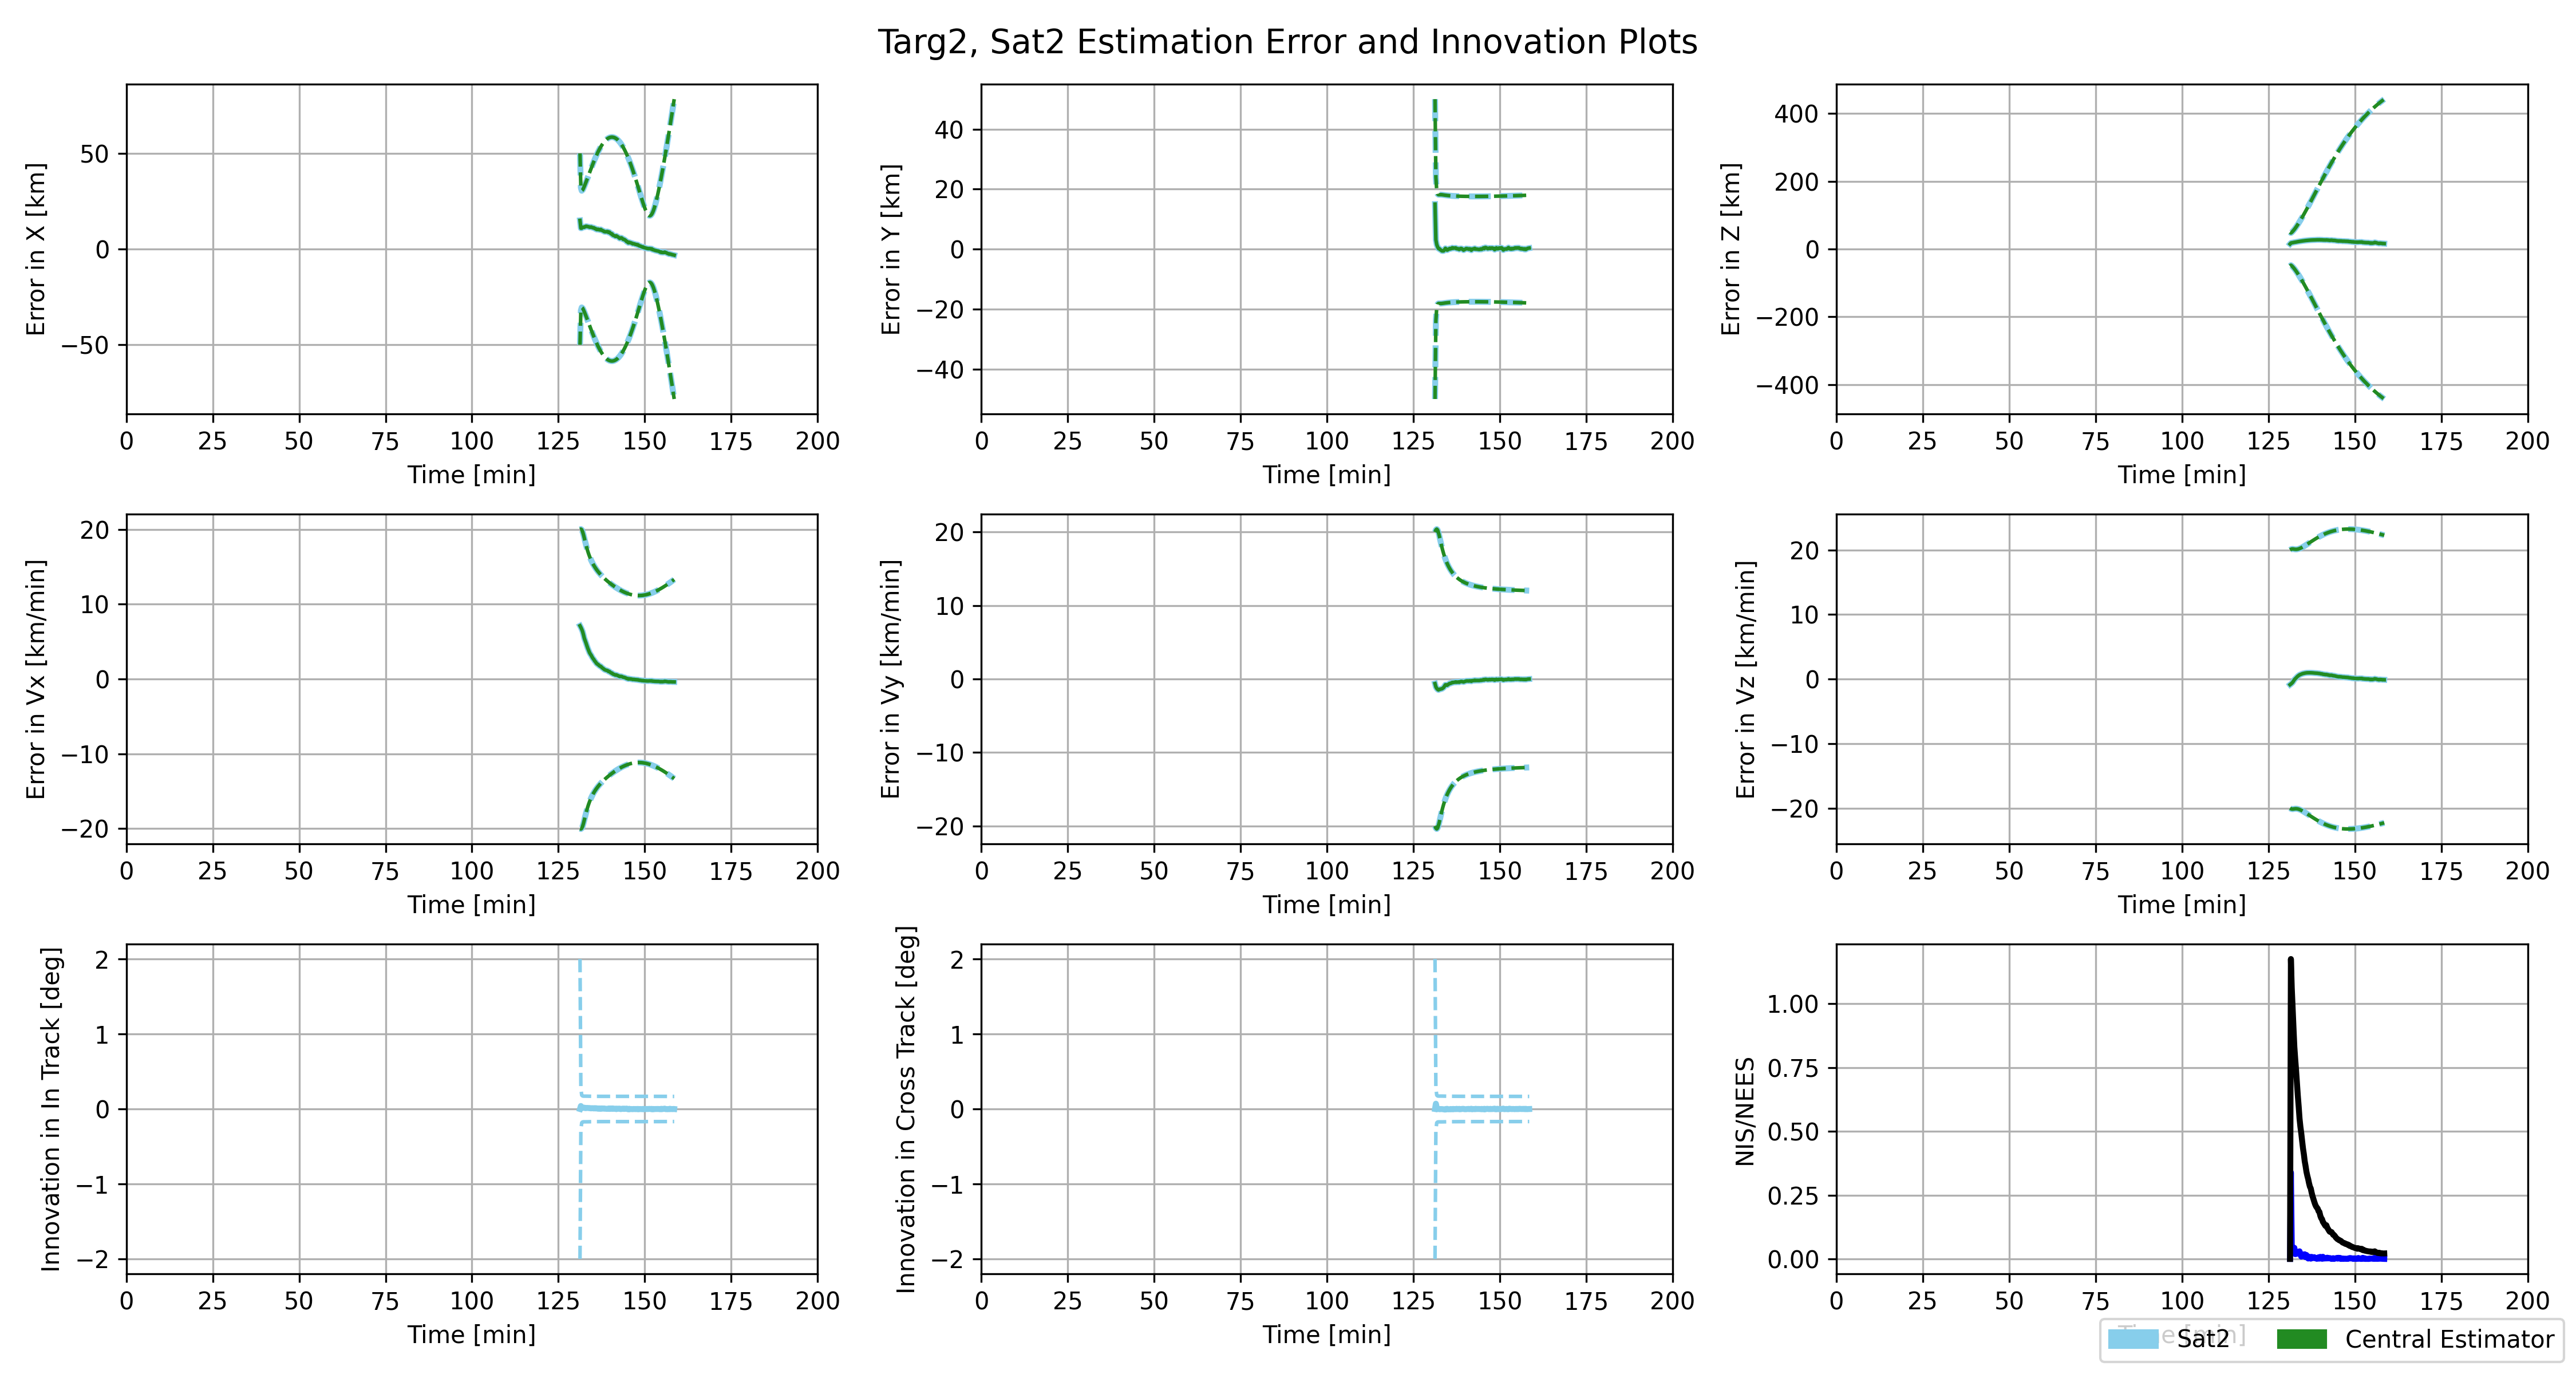 Targ2, Sat2 Estimation Error and Innovation Plots
Error in X [km]
50
0
−50
0 25 50 75 100 125 150 175 200
Time [min]
Error in Y [km]
40
20
0
−20
−40
0 25 50 75 100 125 150 175 200
Time [min]
Error in Z [km]
400
200
0
−200
−400
0 25 50 75 100 125 150 175 200
Time [min]
Error in Vx [km/min]
20
10
0
−10
−20
0 25 50 75 100 125 150 175 200
Time [min]
Error in Vy [km/min]
20
10
0
−10
−20
0 25 50 75 100 125 150 175 200
Time [min]
Error in Vz [km/min]
20
10
0
−10
−20
0 25 50 75 100 125 150 175 200
Time [min]
Innovation in In Track [deg]
2
1
0
−1
−2
0 25 50 75 100 125 150 175 200
Time [min]
Innovation in Cross Track [deg]
2
1
0
−1
−2
0 25 50 75 100 125 150 175 200
Time [min]
NIS/NEES
1.00
0.75
0.50
0.25
0.00
0 25 50 75 100 125 150 175 200
Time [min]
Sat2 Central Estimator